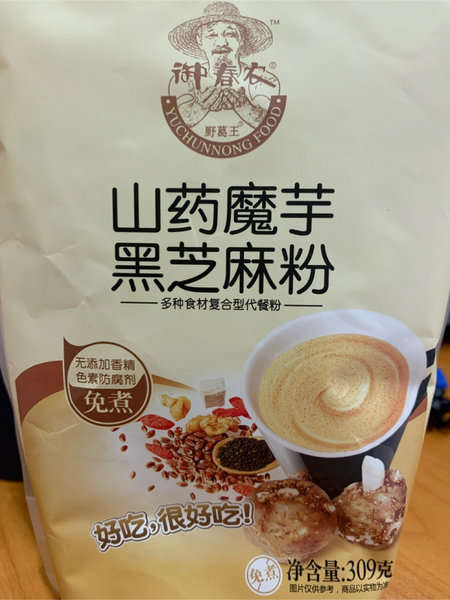 TM
御春农®
YUCHUNNONG FOOD
野葛王®
山药魔芋
黑芝麻粉
多种食材复合型代餐粉
无添加香精
色素防腐剂
免煮
好吃,很好吃!
免煮
净含量:309克
图片仅供参考,商品以实物为准